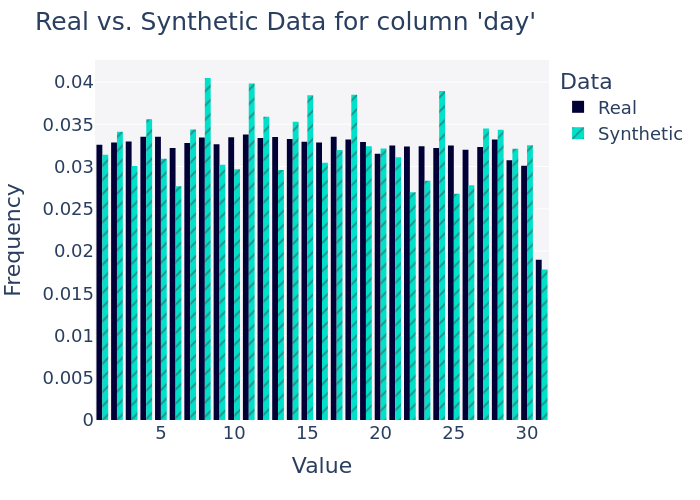 Real vs. Synthetic Data for column 'day'
Data
Real
Synthetic
Frequency
0.04
0.035
0.03
0.025
0.02
0.015
0.01
0.005
0
5 10 15 20 25 30
Value